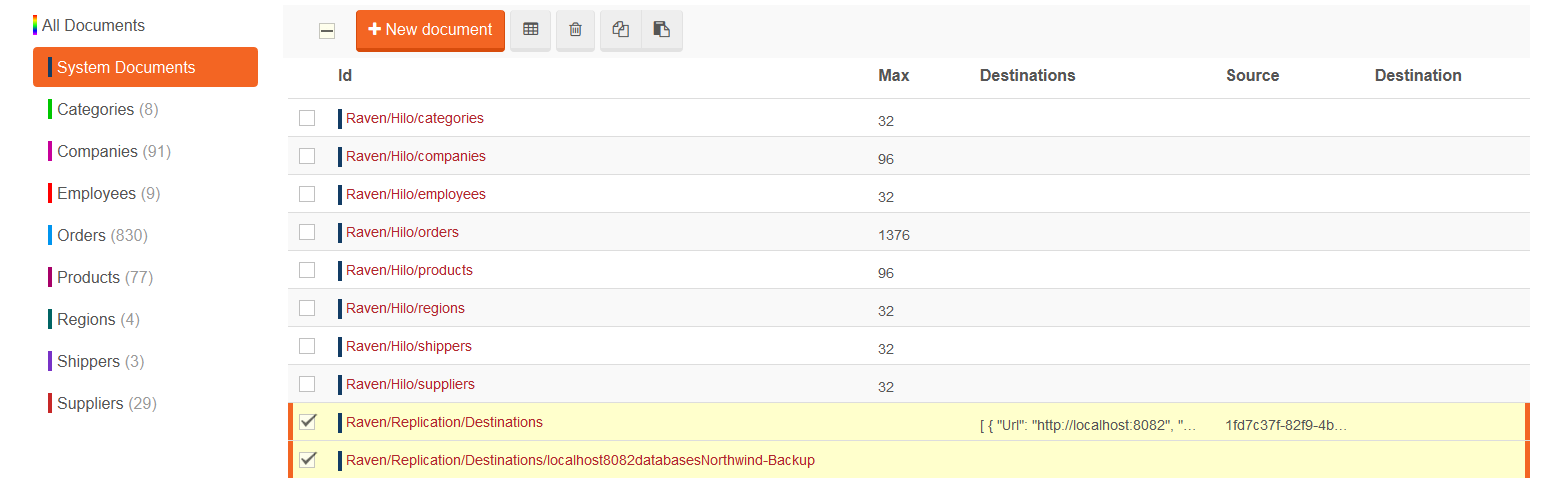 All Documents
System Documents
Categories (8)
Companies (91)
Employees (9)
Orders (830)
Products (77)
Regions (4)
Shippers (3)
Suppliers (29)
New document
Id Max Destinations Source Destination
Raven/Hilo/categories 32
Raven/Hilo/companies 96
Raven/Hilo/employees 32
Raven/Hilo/orders 1376
Raven/Hilo/products 96
Raven/Hilo/regions 32
Raven/Hilo/shippers 32
Raven/Hilo/suppliers 32
Raven/Replication/Destinations [ { "Url": "http://localhost:8082", "... 1fd7c37f-82f9-4b...
Raven/Replication/Destinations/localhost8082databasesNorthwind-Backup